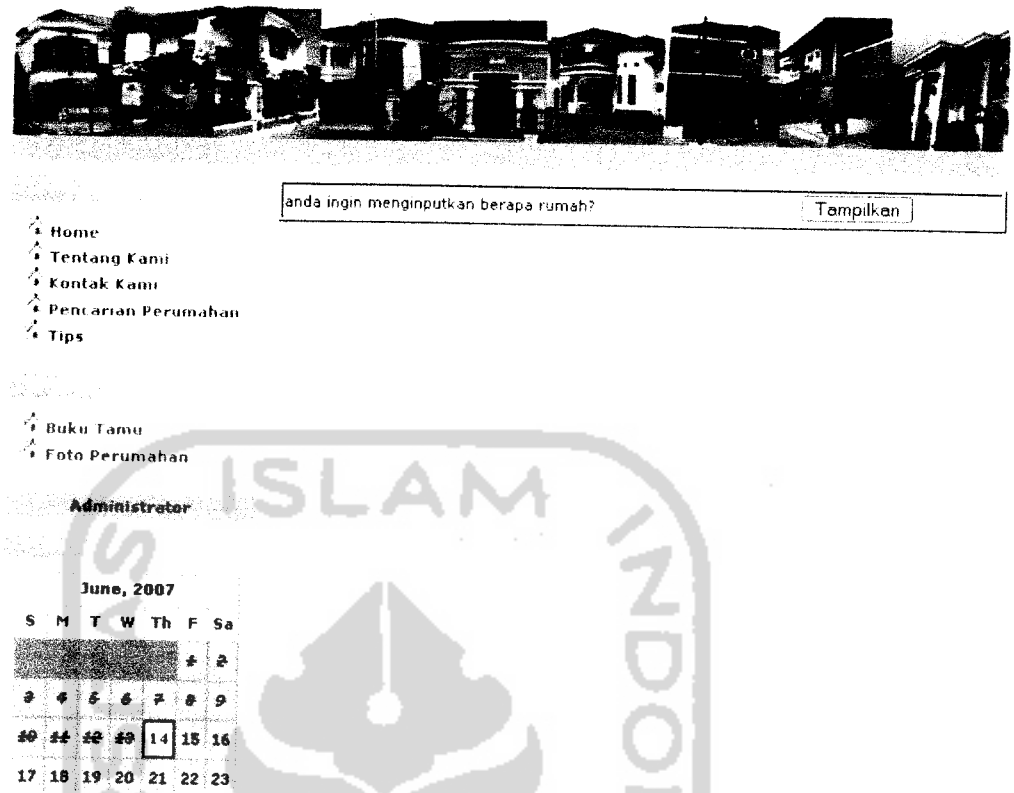 anda ingin menginputkan berapa rumah? Tampilkan
Home
Tentang Kami
Kontak Kami
Pencarian Perumahan
Tips
Buku Tamu
Foto Perumahan
Administrator
June, 2007
S M T W Th F Sa
1 2
3 4 5 6 7 8 9
10 11 12 13 14 15 16
17 18 19 20 21 22 23
ISLAM